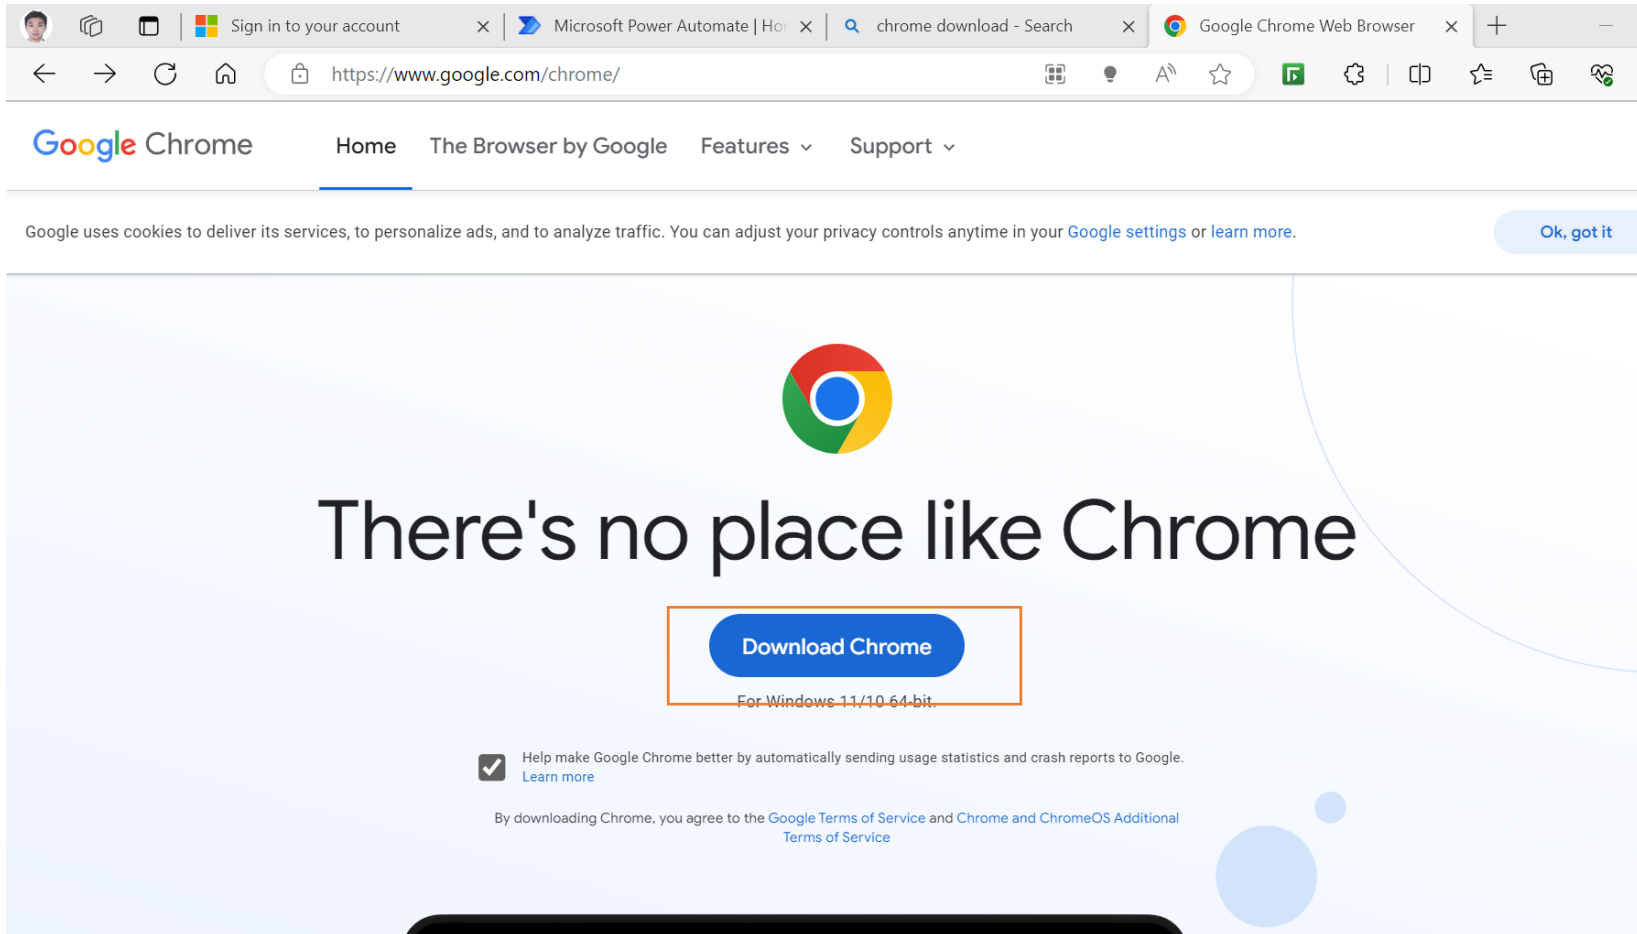 Sign in to your account
Microsoft Power Automate | Hor
chrome download - Search
Google Chrome Web Browser
https://www.google.com/chrome/
Google Chrome
Home
The Browser by Google
Features
Support
Google uses cookies to deliver its services, to personalize ads, and to analyze traffic. You can adjust your privacy controls anytime in your Google settings or learn more.
Ok, got it
There's no place like Chrome
Download Chrome
For Windows 11/10 64-bit.
Help make Google Chrome better by automatically sending usage statistics and crash reports to Google.
Learn more
By downloading Chrome, you agree to the Google Terms of Service and Chrome and ChromeOS Additional
Terms of Service